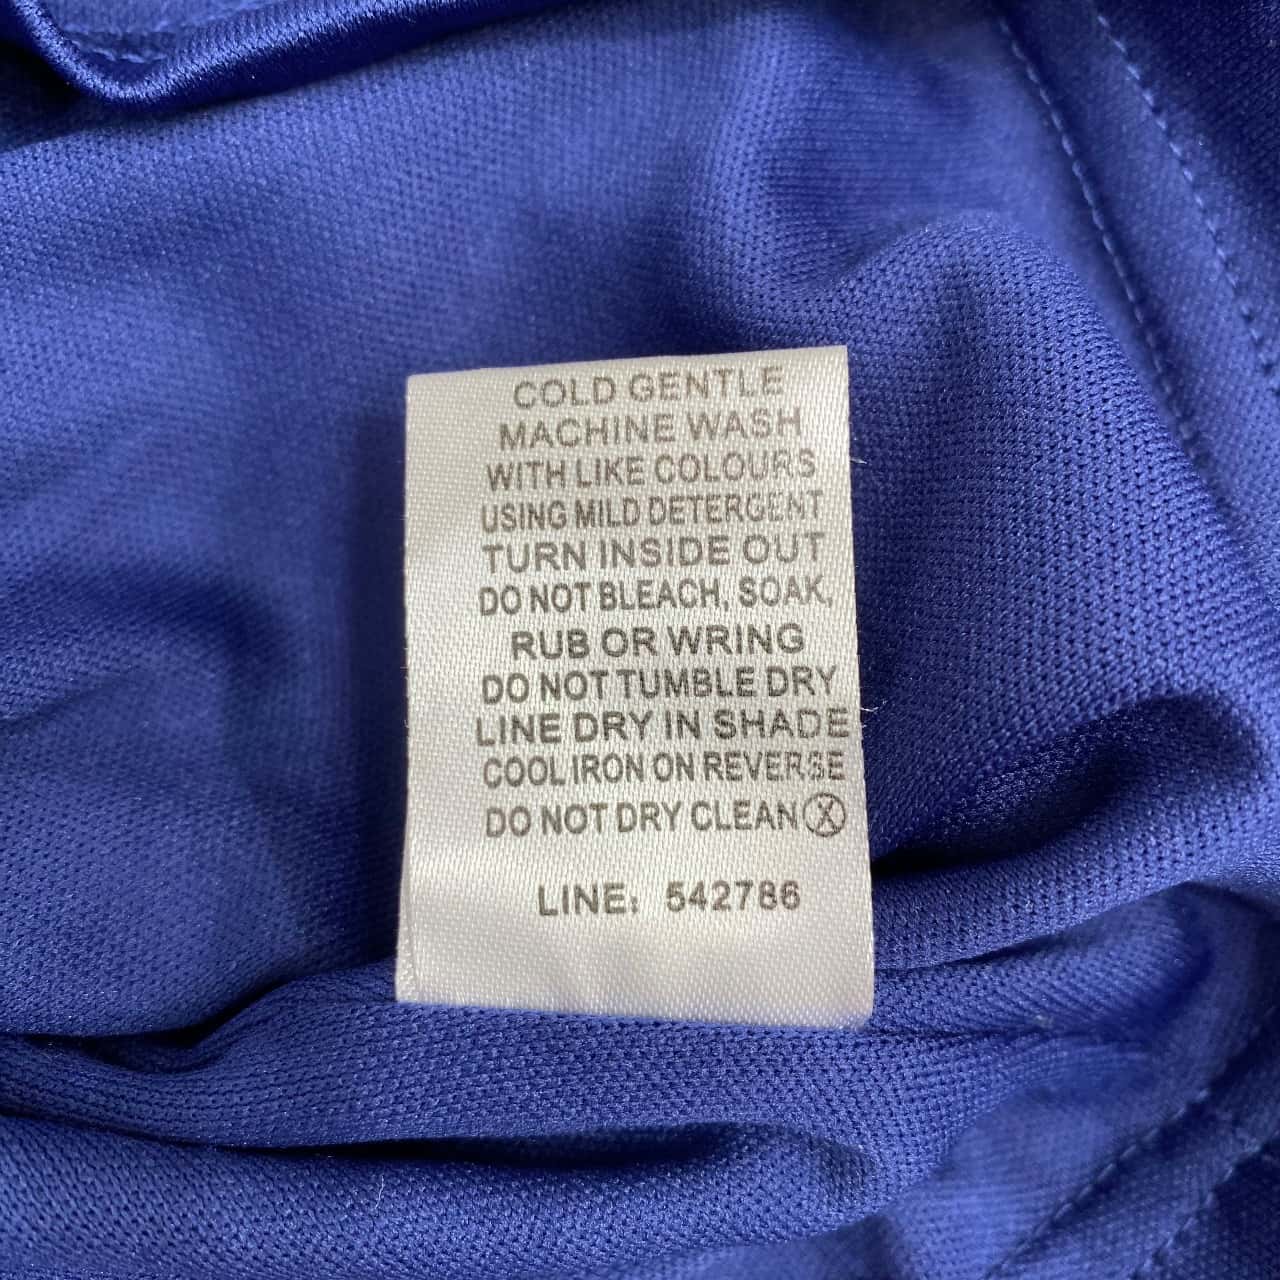 COLD GENTLE
MACHINE WASH
WITH LIKE COLOURS
USING MILD DETERGENT
TURN INSIDE OUT
DO NOT BLEACH, SOAK,
RUB OR WRING
DO NOT TUMBLE DRY
LINE DRY IN SHADE
COOL IRON ON REVERSE
DO NOT DRY CLEAN Ⓧ
LINE: 542786